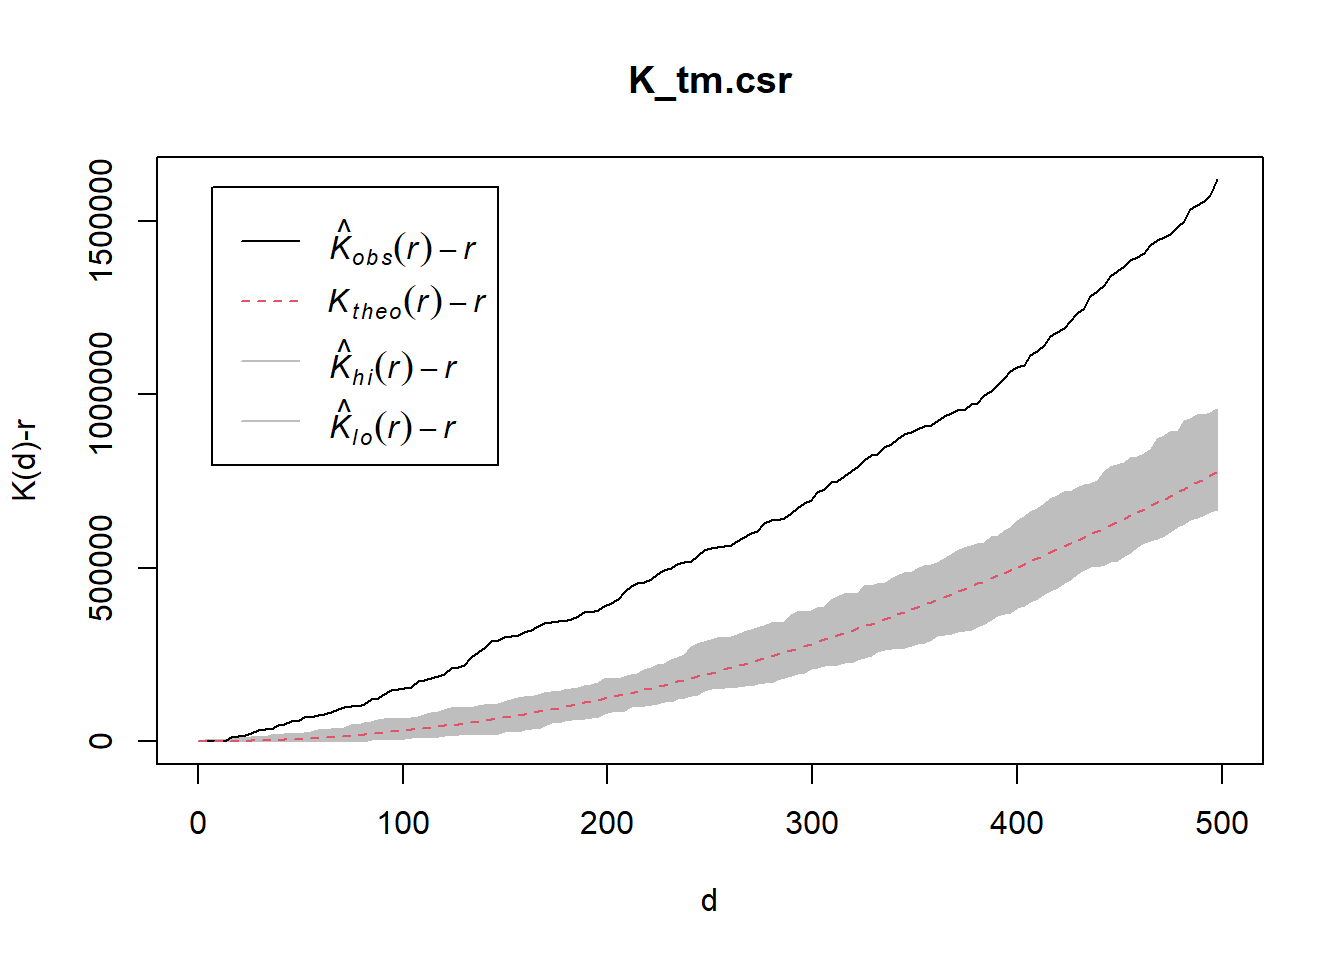 K_tm.csr
K̂obs(r) − r
Ktheo(r) − r
K̂hi(r) − r
K̂lo(r) − r
K(d)-r
0
500000
1000000
1500000
0 100 200 300 400 500
d